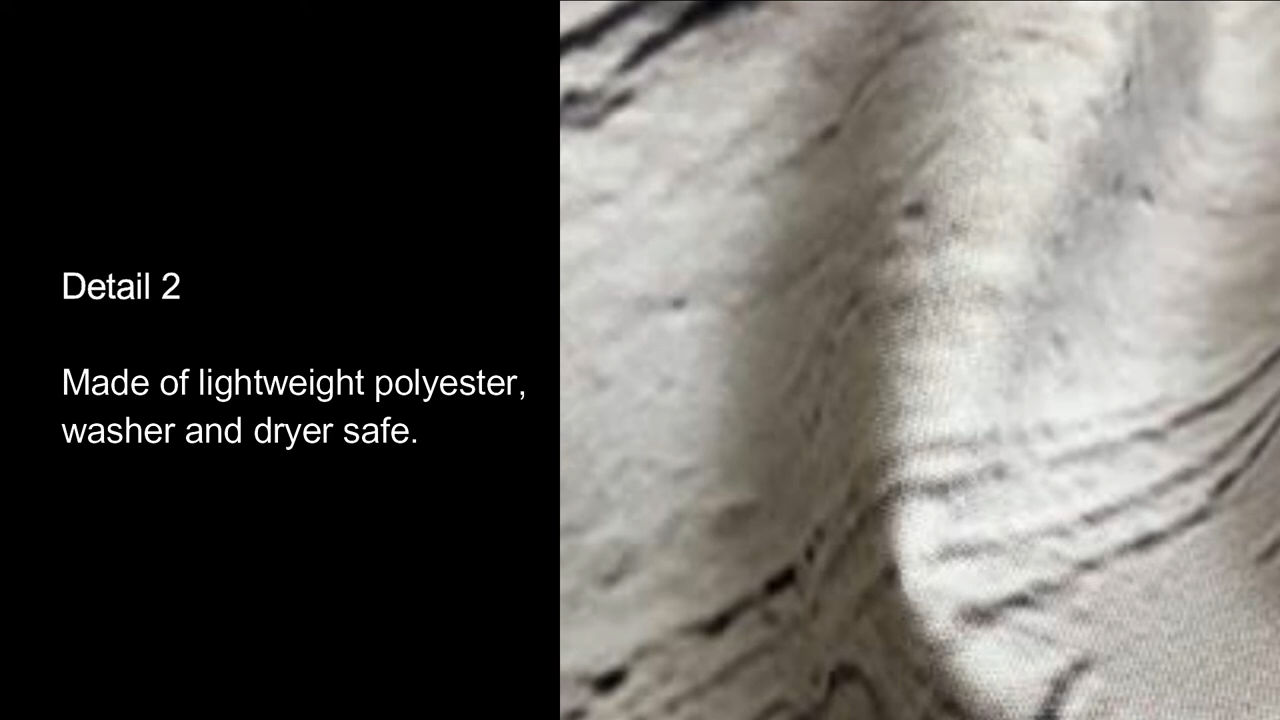 Detail 2
Made of lightweight polyester,
washer and dryer safe.